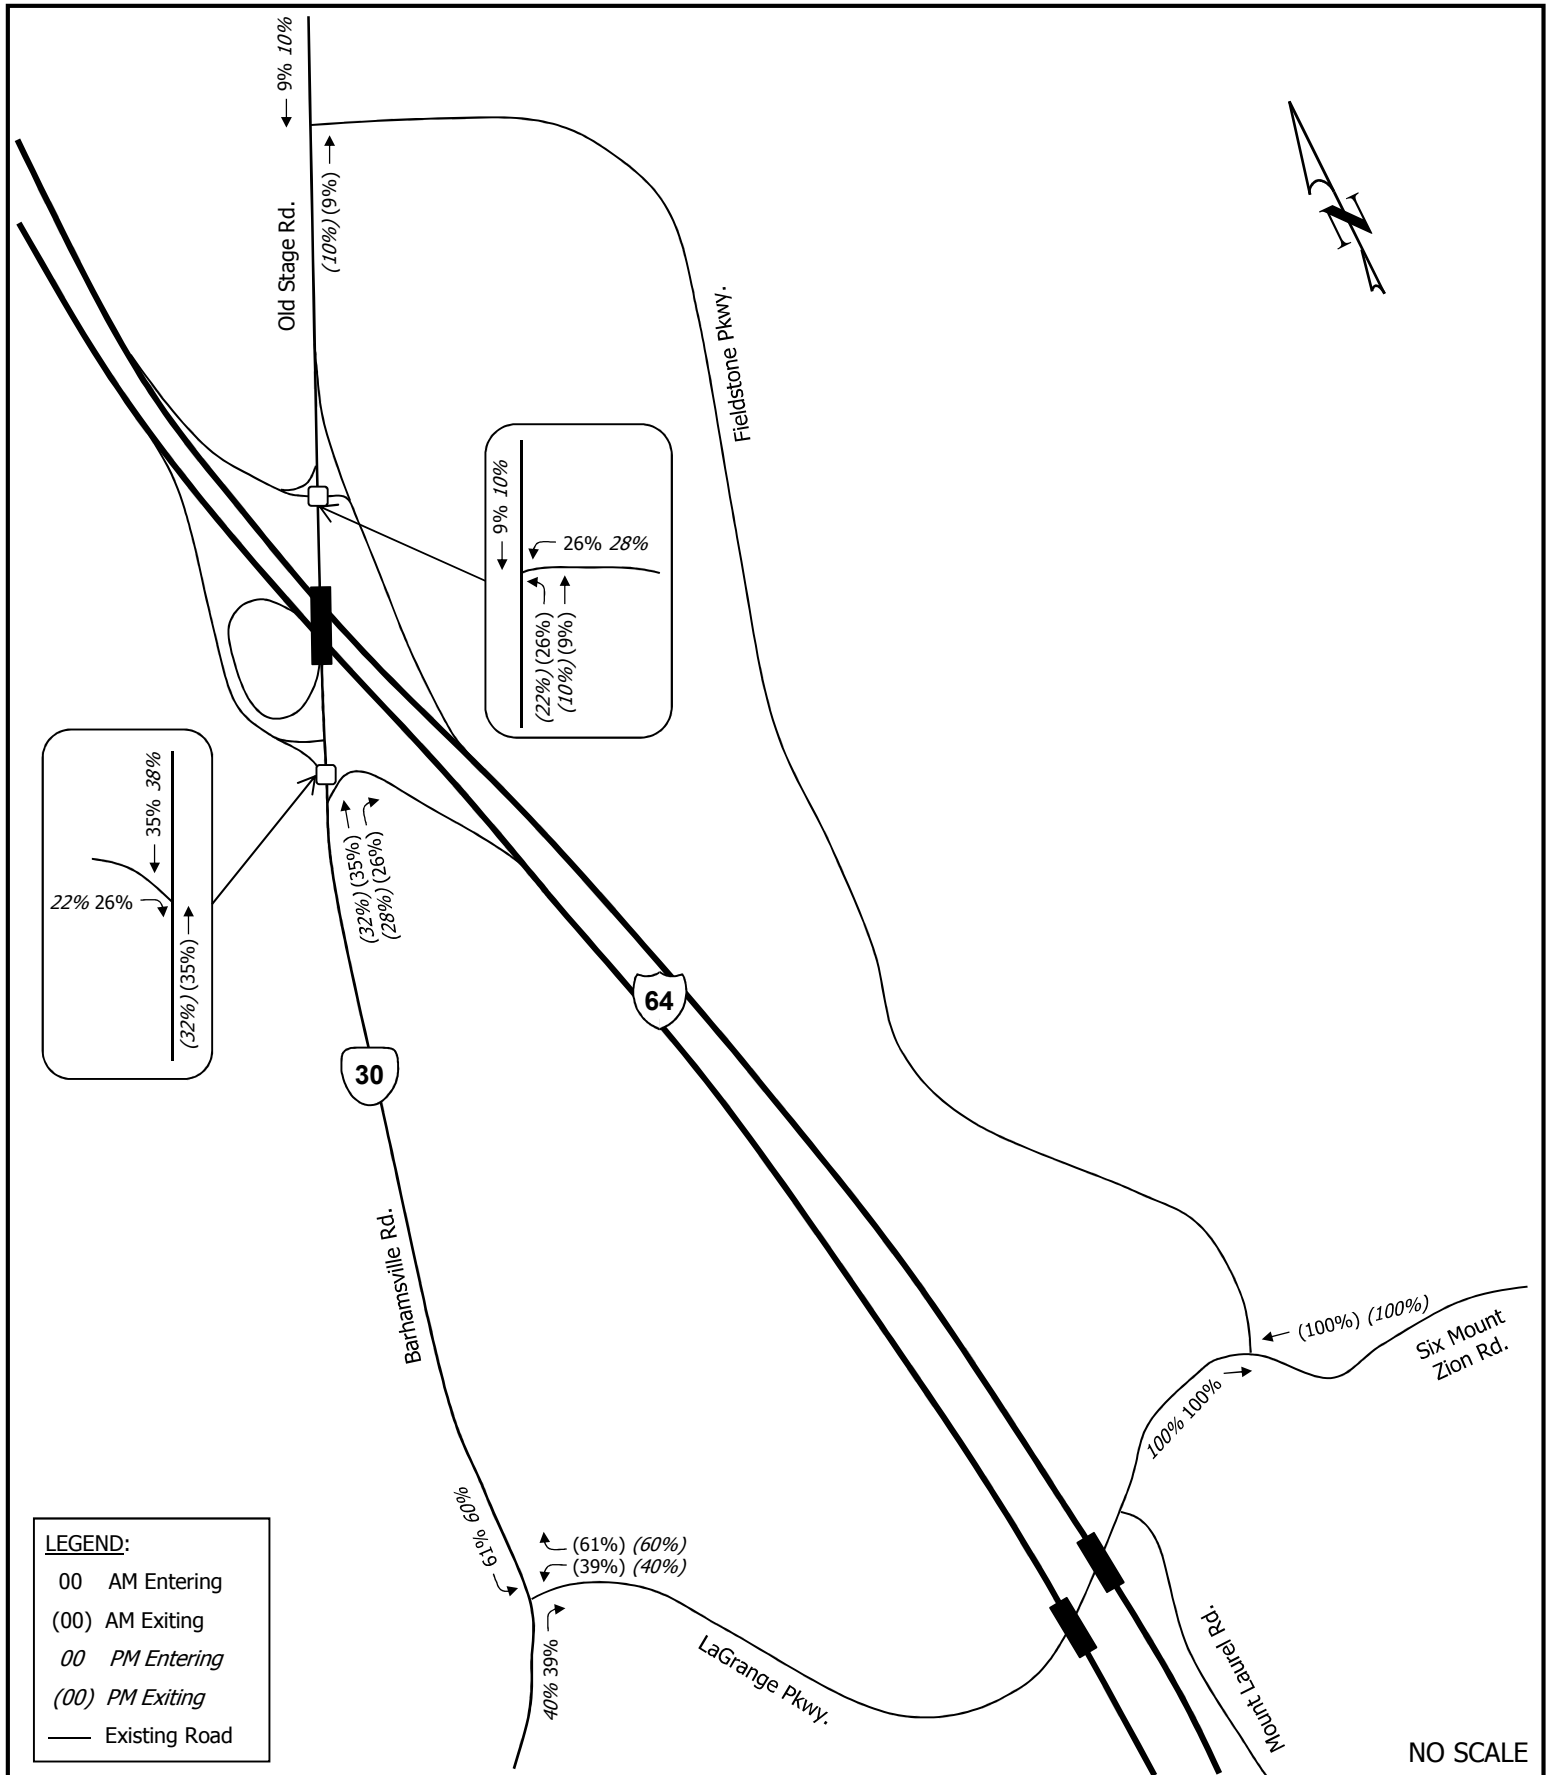 9% 10%
(10%) (9%)
Old Stage Rd.
Fieldstone Pkwy.
N
9% 10%
26% 28%
(22%) (26%)
(10%) (9%)
35% 38%
22% 26%
(32%) (35%)
(32%) (35%)
(28%) (26%)
64
30
Barhamsville Rd.
(100%) (100%)
Six Mount
Zion Rd.
100% 100%
61% 60%
(61%) (60%)
(39%) (40%)
40% 39%
LaGrange Pkwy.
Mount Laurel Rd.
LEGEND:
00 AM Entering
(00) AM Exiting
00 PM Entering
(00) PM Exiting
Existing Road
NO SCALE